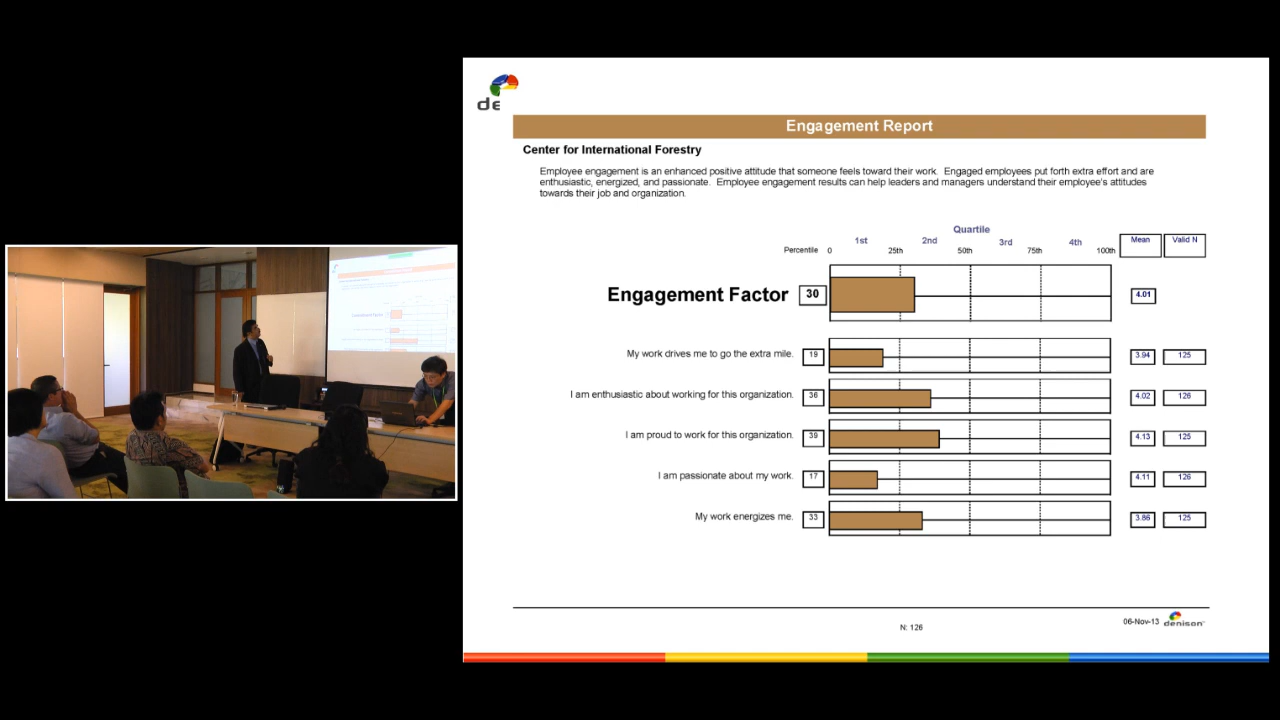 de
Engagement Report
Center for International Forestry
Employee engagement is an enhanced positive attitude that someone feels toward their work. Engaged employees put forth extra effort and are
enthusiastic, energized, and passionate. Employee engagement results can help leaders and managers understand their employee's attitudes
towards their job and organization.
Quartile
1st 2nd 3rd 4th
Percentile 0 25th 50th 75th 100th Mean Valid N
Engagement Factor 30 4.01
My work drives me to go the extra mile. 19 3.94 125
I am enthusiastic about working for this organization. 36 4.02 126
I am proud to work for this organization. 39 4.13 125
I am passionate about my work. 17 4.11 126
My work energizes me. 33 3.86 125
N: 126
06-Nov-13 denison